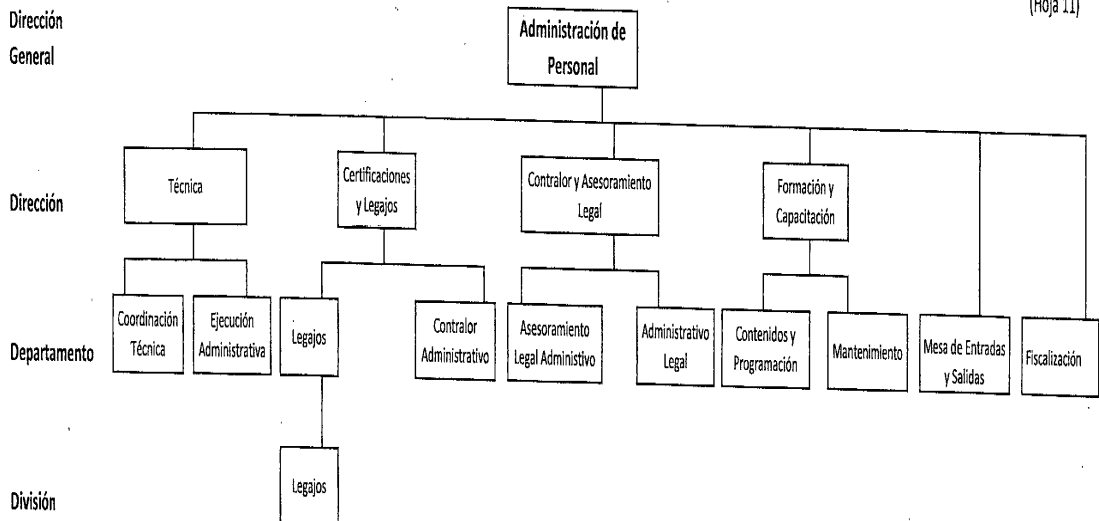 (Hoja 11)
Dirección
General
Administración de
Personal
Dirección
Técnica
Certificaciones
y Legajos
Contralor y Asesoramiento
Legal
Formación y
Capacitación
Departamento
Coordinación
Técnica
Ejecución
Administrativa
Legajos
Contralor
Administrativo
Asesoramiento
Legal Administivo
Administrativo
Legal
Contenidos y
Programación
Mantenimiento
Mesa de Entradas
y Salidas
Fiscalización
División
Legajos